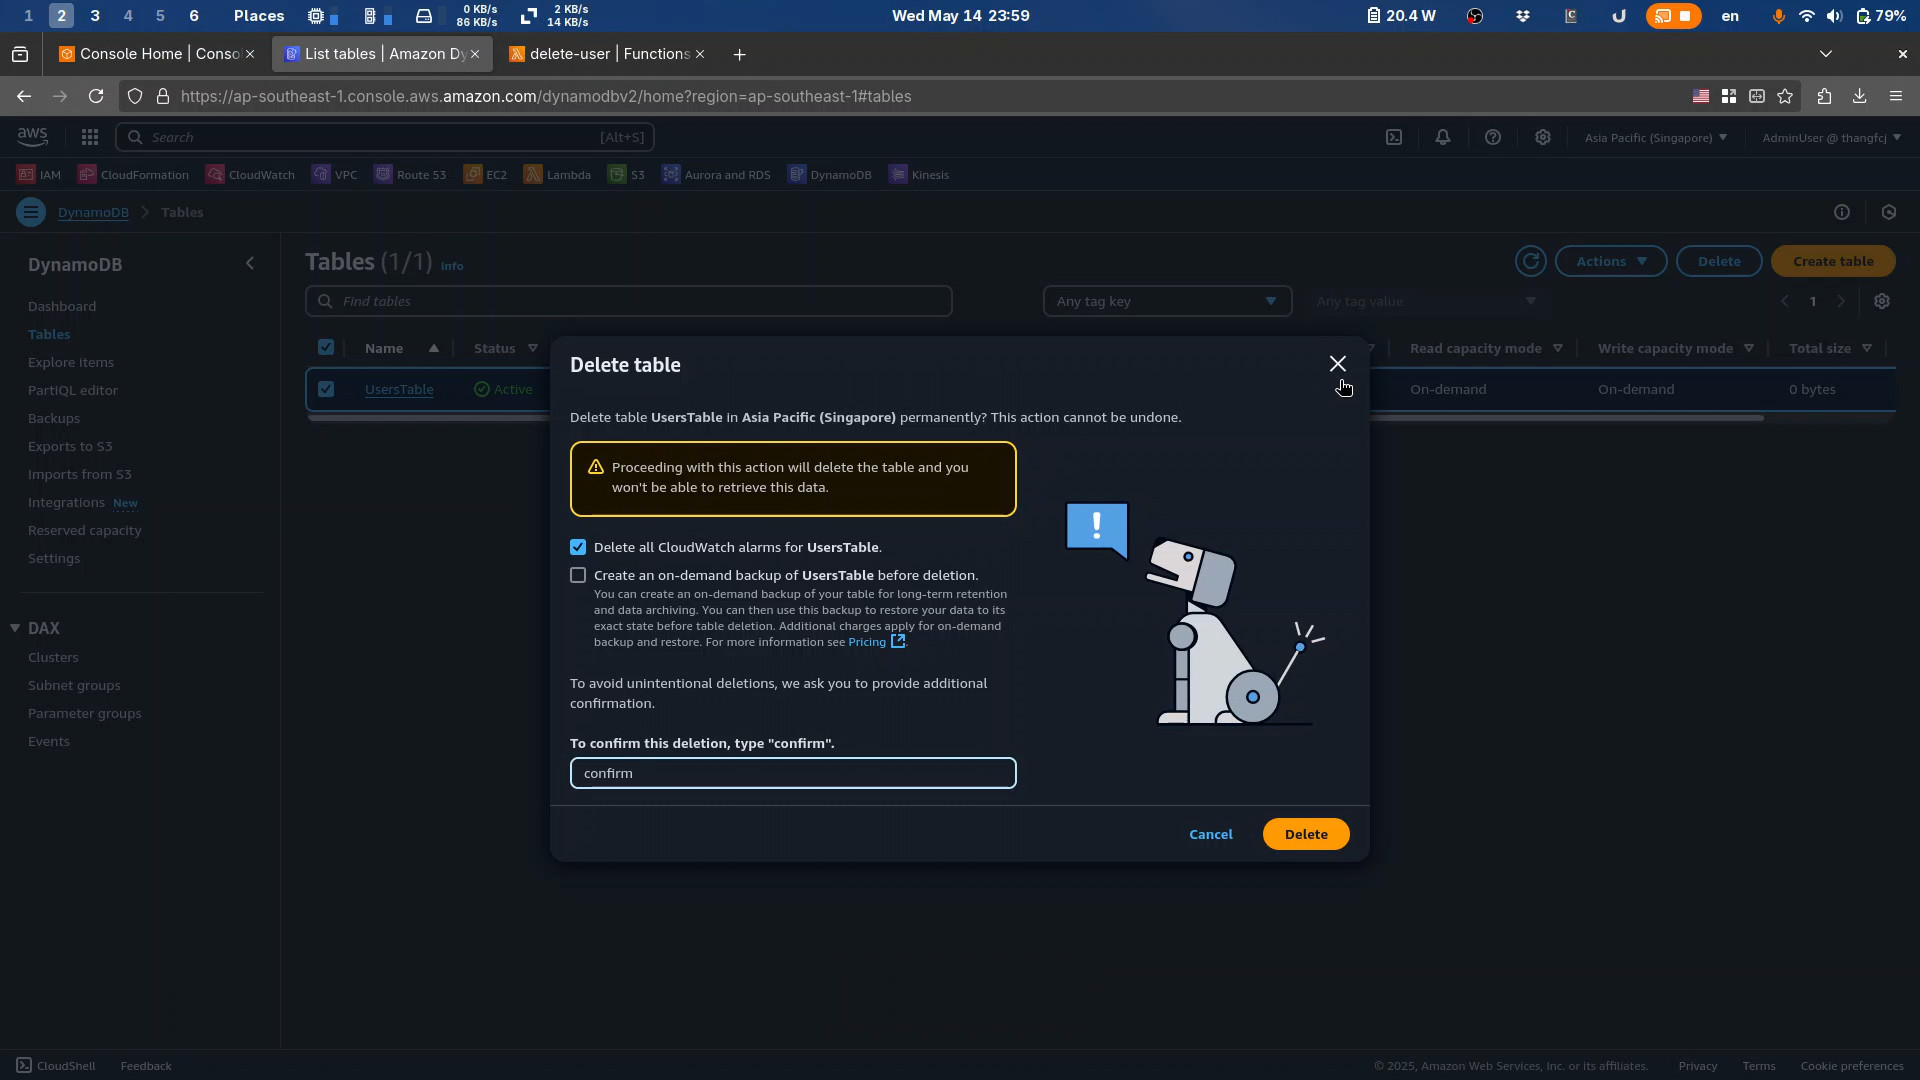 1 2 3 4 5 6 Places 0 KB/s 86 KB/s 2 KB/s 14 KB/s Wed May 14 23:59 20.4 W en 79%
Console Home | Conso List tables | Amazon Dy delete-user | Functions
https://ap-southeast-1.console.aws.amazon.com/dynamodbv2/home?region=ap-southeast-1#tables
aws Search [Alt+S] Asia Pacific (Singapore) AdminUser @ thangfcj
IAM CloudFormation CloudWatch VPC Route 53 EC2 Lambda S3 Aurora and RDS DynamoDB Kinesis
DynamoDB Tables
DynamoDB
Dashboard
Tables
Explore items
PartiQL editor
Backups
Exports to S3
Imports from S3
Integrations New
Reserved capacity
Settings
DAX
Clusters
Subnet groups
Parameter groups
Events
Tables (1/1) Info
Actions Delete Create table
Find tables Any tag key Any tag value 1
Name Status Read capacity mode Write capacity mode Total size
UsersTable Active On-demand On-demand 0 bytes
Delete table
Delete table UsersTable in Asia Pacific (Singapore) permanently? This action cannot be undone.
Proceeding with this action will delete the table and you
won't be able to retrieve this data.
!
Delete all CloudWatch alarms for UsersTable.
Create an on-demand backup of UsersTable before deletion.
You can create an on-demand backup of your table for long-term retention
and data archiving. You can then use this backup to restore your data to its
exact state before table deletion. Additional charges apply for on-demand
backup and restore. For more information see Pricing .
To avoid unintentional deletions, we ask you to provide additional
confirmation.
To confirm this deletion, type "confirm".
confirm
Cancel Delete
CloudShell Feedback © 2025, Amazon Web Services, Inc. or its affiliates. Privacy Terms Cookie preferences